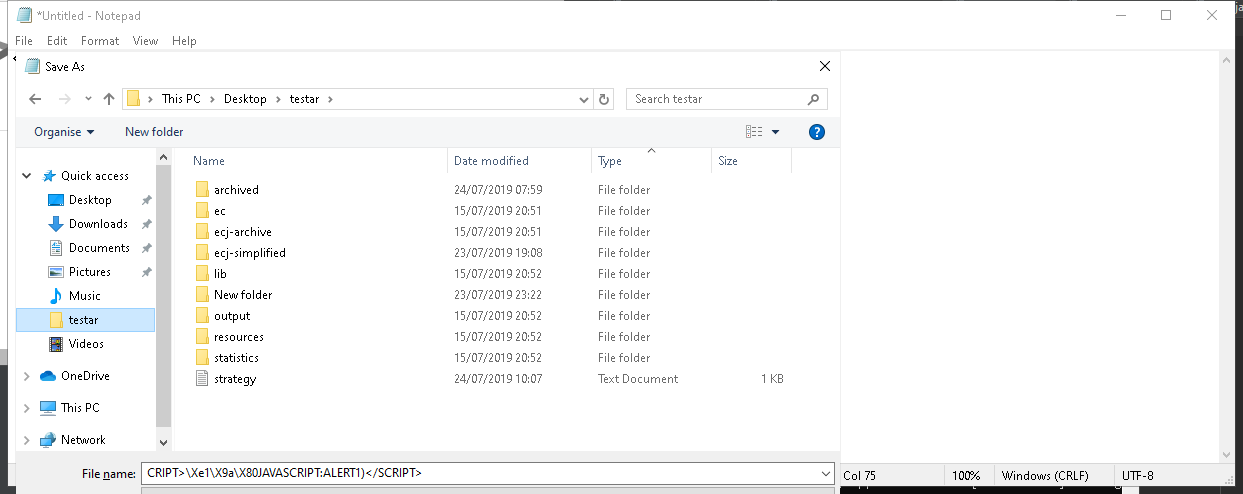 *Untitled - Notepad
File Edit Format View Help
Save As
This PC Desktop testar
Search testar
Organise New folder
Name Date modified Type Size
Quick access
Desktop
Downloads
Documents
Pictures
Music
testar
Videos
OneDrive
This PC
Network
archived 24/07/2019 07:59 File folder
ec 15/07/2019 20:51 File folder
ecj-archive 15/07/2019 20:51 File folder
ecj-simplified 23/07/2019 19:08 File folder
lib 15/07/2019 20:52 File folder
New folder 23/07/2019 23:22 File folder
output 15/07/2019 20:52 File folder
resources 15/07/2019 20:52 File folder
statistics 15/07/2019 20:52 File folder
strategy 24/07/2019 10:07 Text Document 1 KB
File name: CRIPT>\Xe1\X9a\X80JAVASCRIPT:ALERT1)</SCRIPT>
Col 75 100% Windows (CRLF) UTF-8